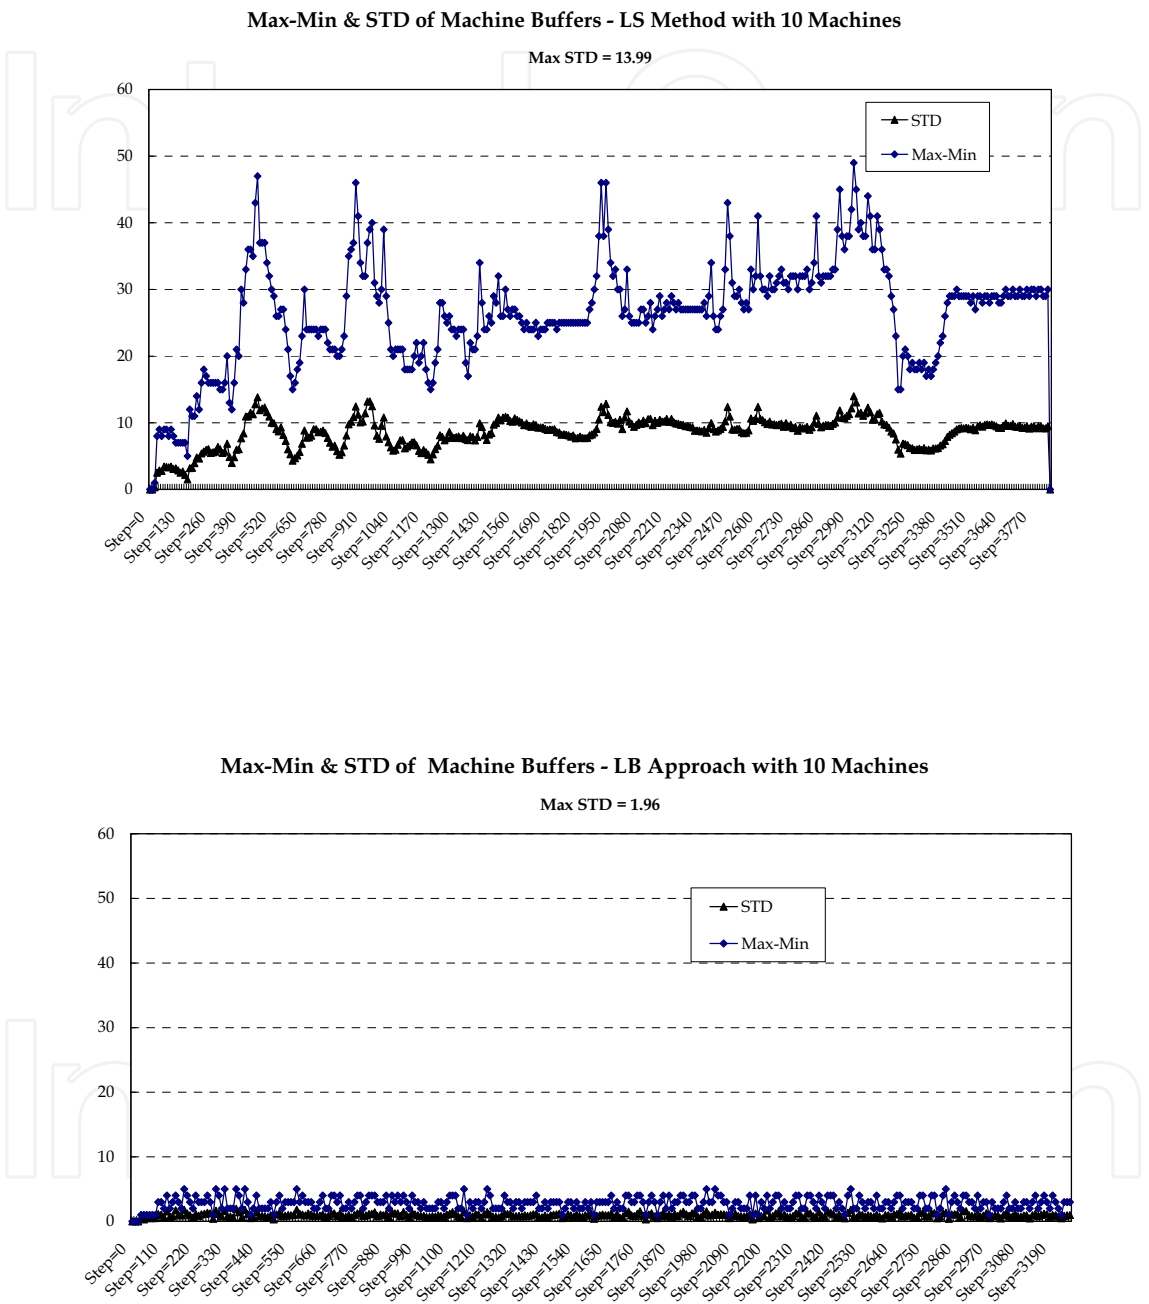 Max-Min & STD of Machine Buffers - LS Method with 10 Machines
Max STD = 13.99
60
50
40
30
20
10
0
STD
Max-Min
Step=0
Step=130
Step=260
Step=390
Step=520
Step=650
Step=780
Step=910
Step=1040
Step=1170
Step=1300
Step=1430
Step=1560
Step=1690
Step=1820
Step=1950
Step=2080
Step=2210
Step=2340
Step=2470
Step=2600
Step=2730
Step=2860
Step=2990
Step=3120
Step=3250
Step=3380
Step=3510
Step=3640
Step=3770
Max-Min & STD of  Machine Buffers - LB Approach with 10 Machines
Max STD = 1.96
60
50
40
30
20
10
0
STD
Max-Min
Step=0
Step=110
Step=220
Step=330
Step=440
Step=550
Step=660
Step=770
Step=880
Step=990
Step=1100
Step=1210
Step=1320
Step=1430
Step=1540
Step=1650
Step=1760
Step=1870
Step=1980
Step=2090
Step=2200
Step=2310
Step=2420
Step=2530
Step=2640
Step=2750
Step=2860
Step=2970
Step=3080
Step=3190